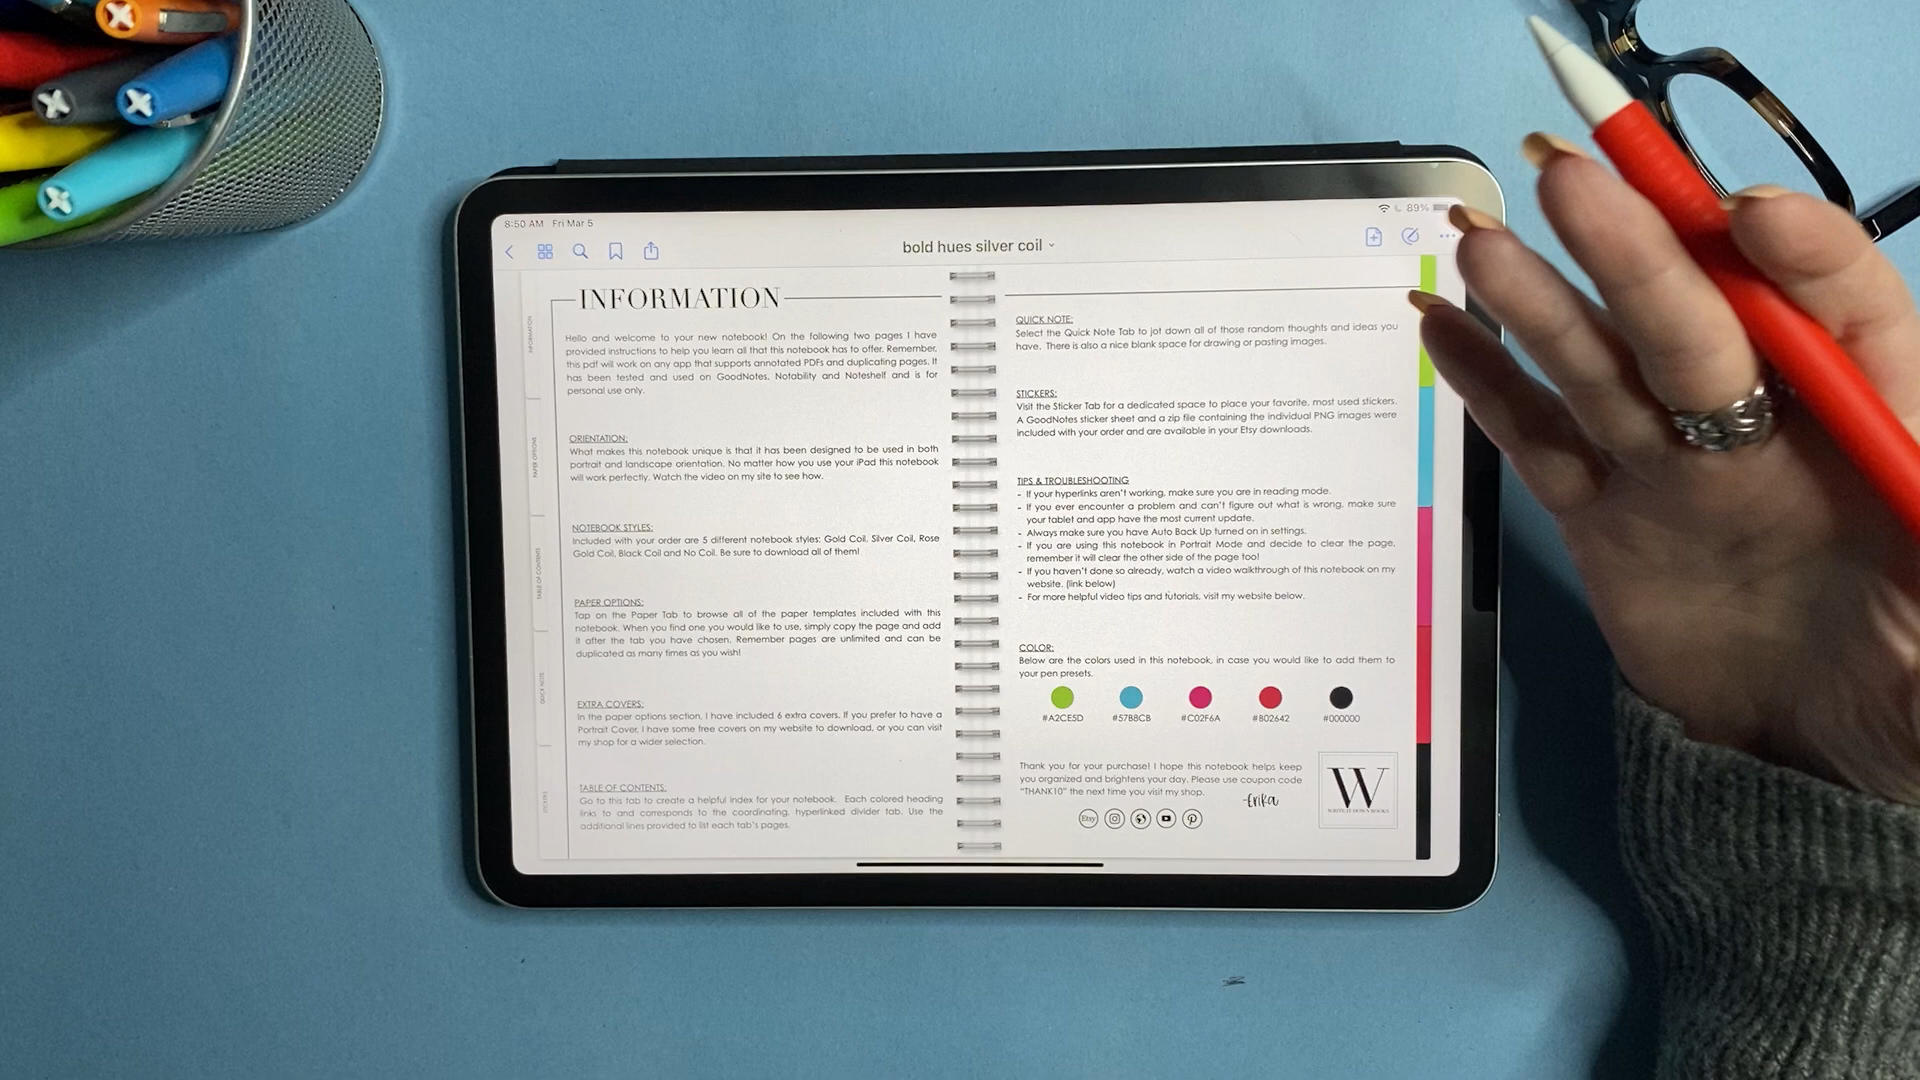 8:50 AM Fri Mar 5
89%
bold hues silver coil
INFORMATION
Hello and welcome to your new notebook! On the following two pages I have
provided instructions to help you learn all that this notebook has to offer. Remember,
this pdf will work on any app that supports annotated PDFs and duplicating pages. It
has been tested and used on GoodNotes, Notability and Noteshelf and is for
personal use only.
ORIENTATION:
What makes this notebook unique is that it has been designed to be used in both
portrait and landscape orientation. No matter how you use your iPad this notebook
will work perfectly. Watch the video on my site to see how.
NOTEBOOK STYLES:
Included with your order are 5 different notebook styles: Gold Coil, Silver Coil, Rose
Gold Coil, Black Coil and No Coil. Be sure to download all of them!
PAPER OPTIONS:
Tap on the Paper Tab to browse all of the paper templates included with this
notebook. When you find one you would like to use, simply copy the page and add
it after the tab you have chosen. Remember pages are unlimited and can be
duplicated as many times as you wish!
EXTRA COVERS:
In the paper options section, I have included 6 extra covers. If you prefer to have a
Portrait Cover, I have some free covers on my website to download, or you can visit
my shop for a wider selection.
TABLE OF CONTENTS:
Go to this tab to create a helpful index for your notebook. Each colored heading
links to and corresponds to the coordinating, hyperlinked divider tab. Use the
additional lines provided to list each tab's pages.
INFORMATION
PAPER OPTIONS
TABLE OF CONTENTS
QUICK NOTE
STICKERS
QUICK NOTE:
Select the Quick Note Tab to jot down all of those random thoughts and ideas you
have. There is also a nice blank space for drawing or pasting images.
STICKERS:
Visit the Sticker Tab for a dedicated space to place your favorite, most used stickers.
A GoodNotes sticker sheet and a zip file containing the individual PNG images were
included with your order and are available in your Etsy downloads.
TIPS & TROUBLESHOOTING
- If your hyperlinks aren't working, make sure you are in reading mode.
- If you ever encounter a problem and can't figure out what is wrong, make sure
your tablet and app have the most current update.
- Always make sure you have Auto Back Up turned on in settings.
- If you are using this notebook in Portrait Mode and decide to clear the page,
remember it will clear the other side of the page too!
- If you haven't done so already, watch a video walkthrough of this notebook on my
website. (link below)
- For more helpful video tips and tutorials, visit my website below.
COLOR:
Below are the colors used in this notebook, in case you would like to add them to
your pen presets.
#A2CE5D #57B8CB #C02F6A #B02642 #000000
Thank you for your purchase! I hope this notebook helps keep
you organized and brightens your day. Please use coupon code
"THANK10" the next time you visit my shop.
-Erika
Etsy
W
WRITTEN DOWN BOOKS